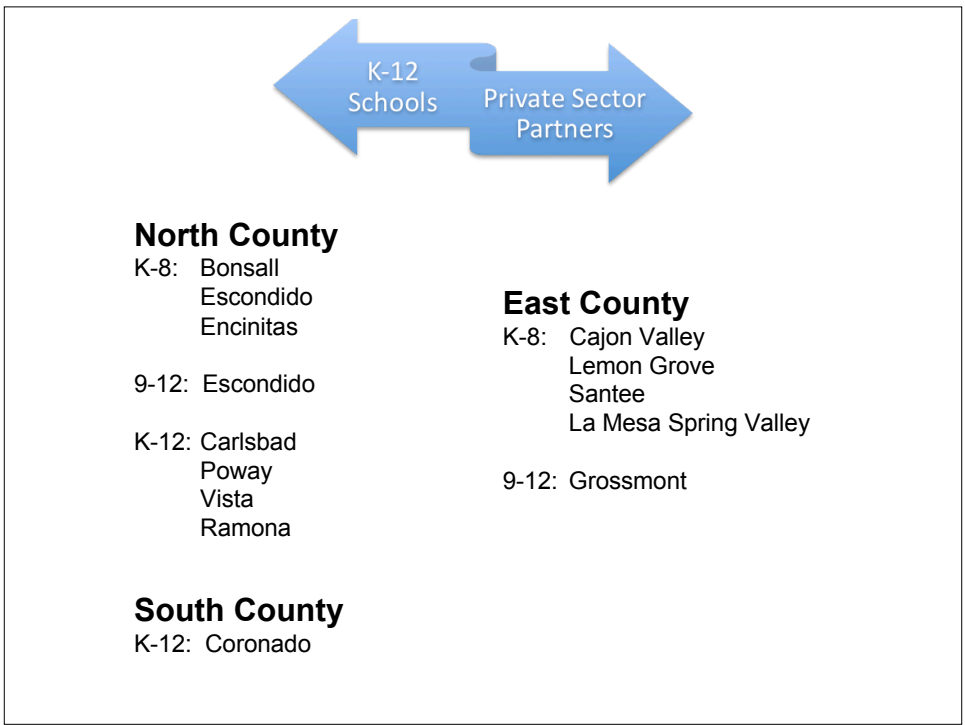 K-12
Schools
Private Sector
Partners
North County
K-8: Bonsall
Escondido
Encinitas
9-12: Escondido
K-12: Carlsbad
Poway
Vista
Ramona
South County
K-12: Coronado
East County
K-8: Cajon Valley
Lemon Grove
Santee
La Mesa Spring Valley
9-12: Grossmont